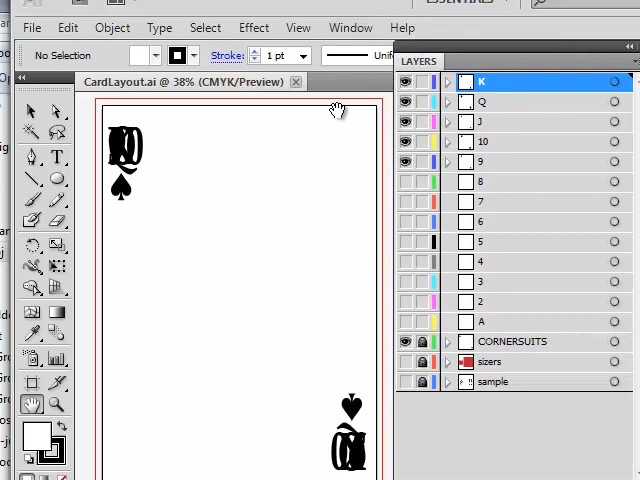 ESSENTIALS
File Edit Object Type Select Effect View Window Help
No Selection Stroke: 1 pt
LAYERS
CardLayout.ai @ 38% (CMYK/Preview)
K
Q
J
10
9
8
7
6
5
4
3
2
A
CORNERSUITS
sizers
sample